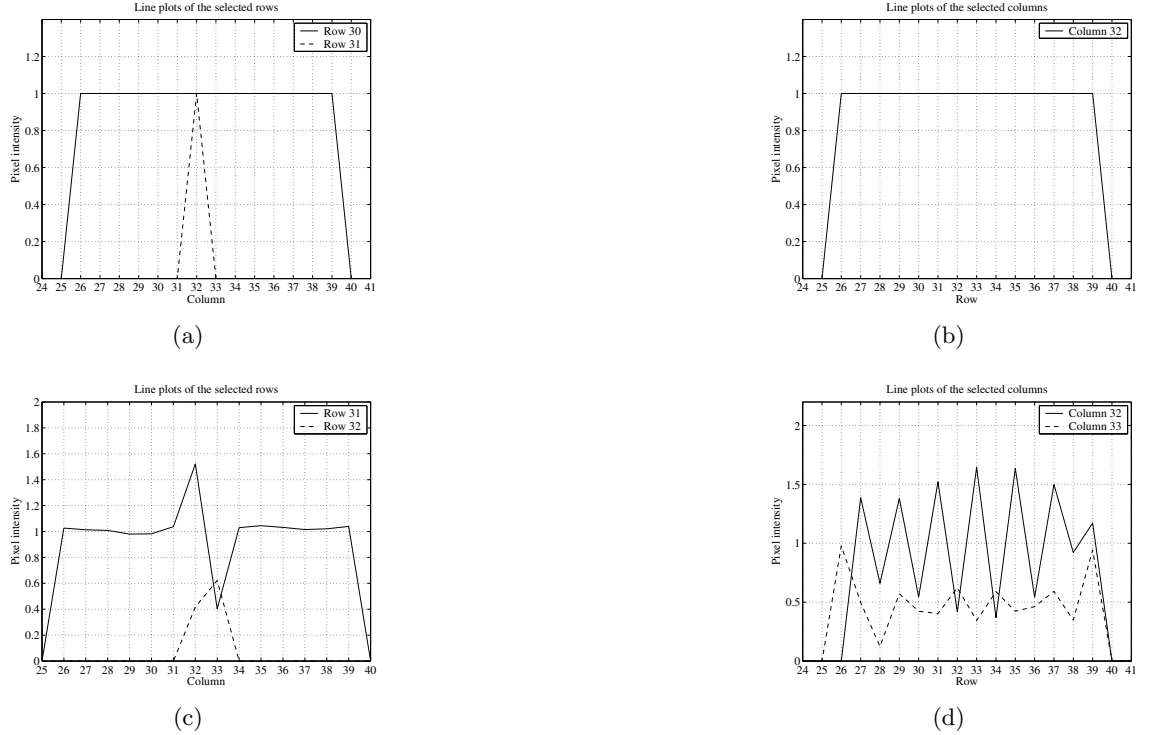 Line plots of the selected rows
Row 30
Row 31
1.2
1
0.8
0.6
0.4
0.2
0
Pixel intensity
24 25 26 27 28 29 30 31 32 33 34 35 36 37 38 39 40 41
Column
(a)
Line plots of the selected columns
Column 32
1.2
1
0.8
0.6
0.4
0.2
0
Pixel intensity
24 25 26 27 28 29 30 31 32 33 34 35 36 37 38 39 40 41
Row
(b)
Line plots of the selected rows
Row 31
Row 32
2
1.8
1.6
1.4
1.2
1
0.8
0.6
0.4
0.2
0
Pixel intensity
25 26 27 28 29 30 31 32 33 34 35 36 37 38 39 40
Column
(c)
Line plots of the selected columns
Column 32
Column 33
2
1.5
1
0.5
0
Pixel intensity
24 25 26 27 28 29 30 31 32 33 34 35 36 37 38 39 40 41
Row
(d)